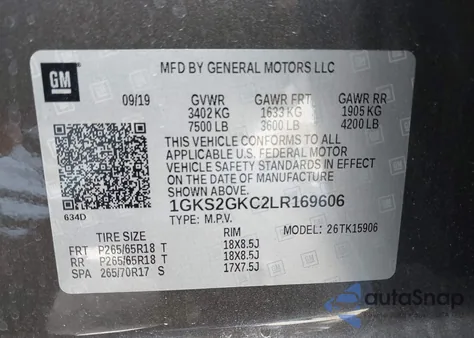 GM
MFD BY GENERAL MOTORS LLC
09/19 GVWR GAWR FRT GAWR RR
3402 KG 1633 KG 1905 KG
7500 LB 3600 LB 4200 LB
THIS VEHICLE CONFORMS TO ALL
APPLICABLE U.S. FEDERAL MOTOR
VEHICLE SAFETY STANDARDS IN EFFECT
ON THE DATE OF MANUFACTURE
SHOWN ABOVE.
1GKS2GKC2LR169606
634D TYPE: M.P.V.
TIRE SIZE RIM MODEL: 26TK15906
FRT P265/65R18 T 18X8.5J
RR P265/65R18 T 18X8.5J
SPA 265/70R17 S 17X7.5J
autoSnap